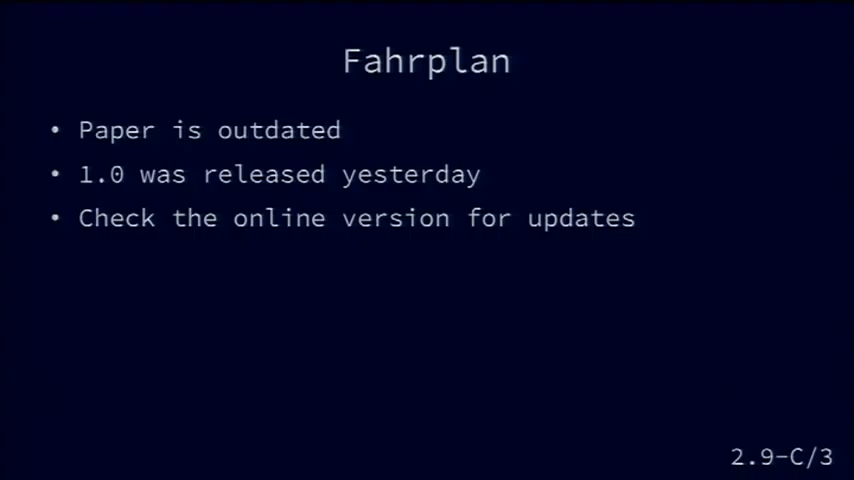 Fahrplan
• Paper is outdated
• 1.0 was released yesterday
• Check the online version for updates
2.9-C/3